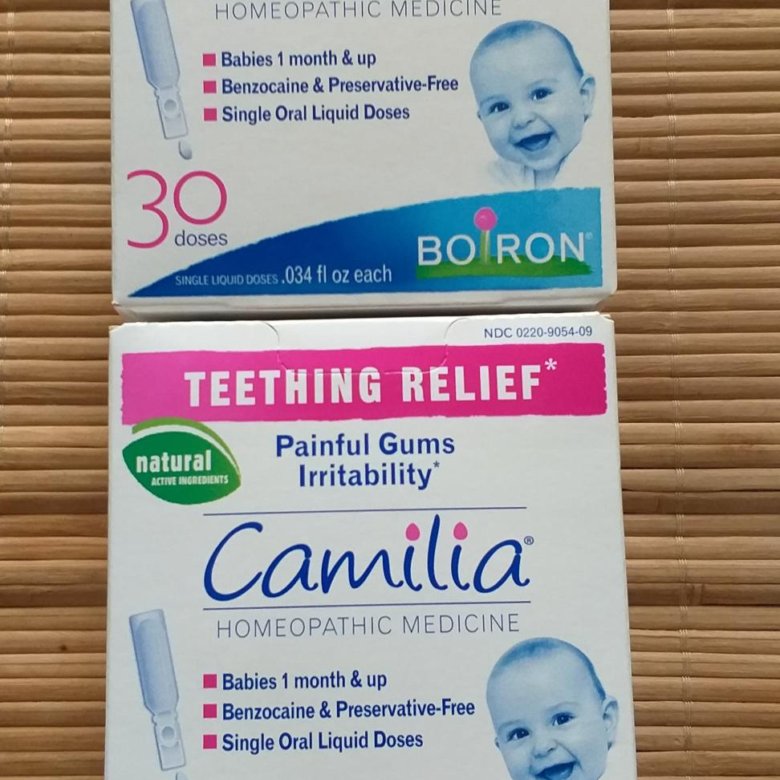 HOMEOPATHIC MEDICINE
Babies 1 month & up
Benzocaine & Preservative-Free
Single Oral Liquid Doses
30
doses
BOIRON®
SINGLE LIQUID DOSES .034 fl oz each
NDC 0220-9054-09
TEETHING RELIEF*
natural
ACTIVE INGREDIENTS
Painful Gums
Irritability*
Camilia®
HOMEOPATHIC MEDICINE
Babies 1 month & up
Benzocaine & Preservative-Free
Single Oral Liquid Doses